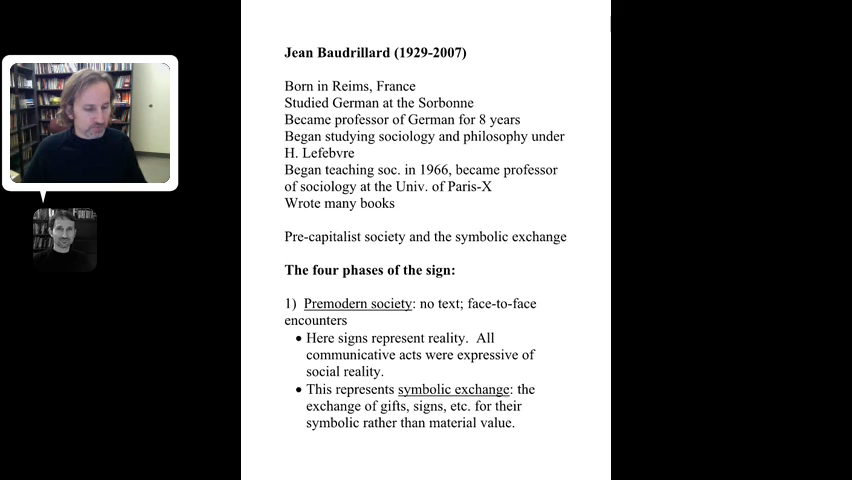 Jean Baudrillard (1929-2007)
Born in Reims, France
Studied German at the Sorbonne
Became professor of German for 8 years
Began studying sociology and philosophy under
H. Lefebvre
Began teaching soc. in 1966, became professor
of sociology at the Univ. of Paris-X
Wrote many books
Pre-capitalist society and the symbolic exchange
The four phases of the sign:
1) Premodern society: no text; face-to-face
encounters
• Here signs represent reality. All
communicative acts were expressive of
social reality.
• This represents symbolic exchange: the
exchange of gifts, signs, etc. for their
symbolic rather than material value.